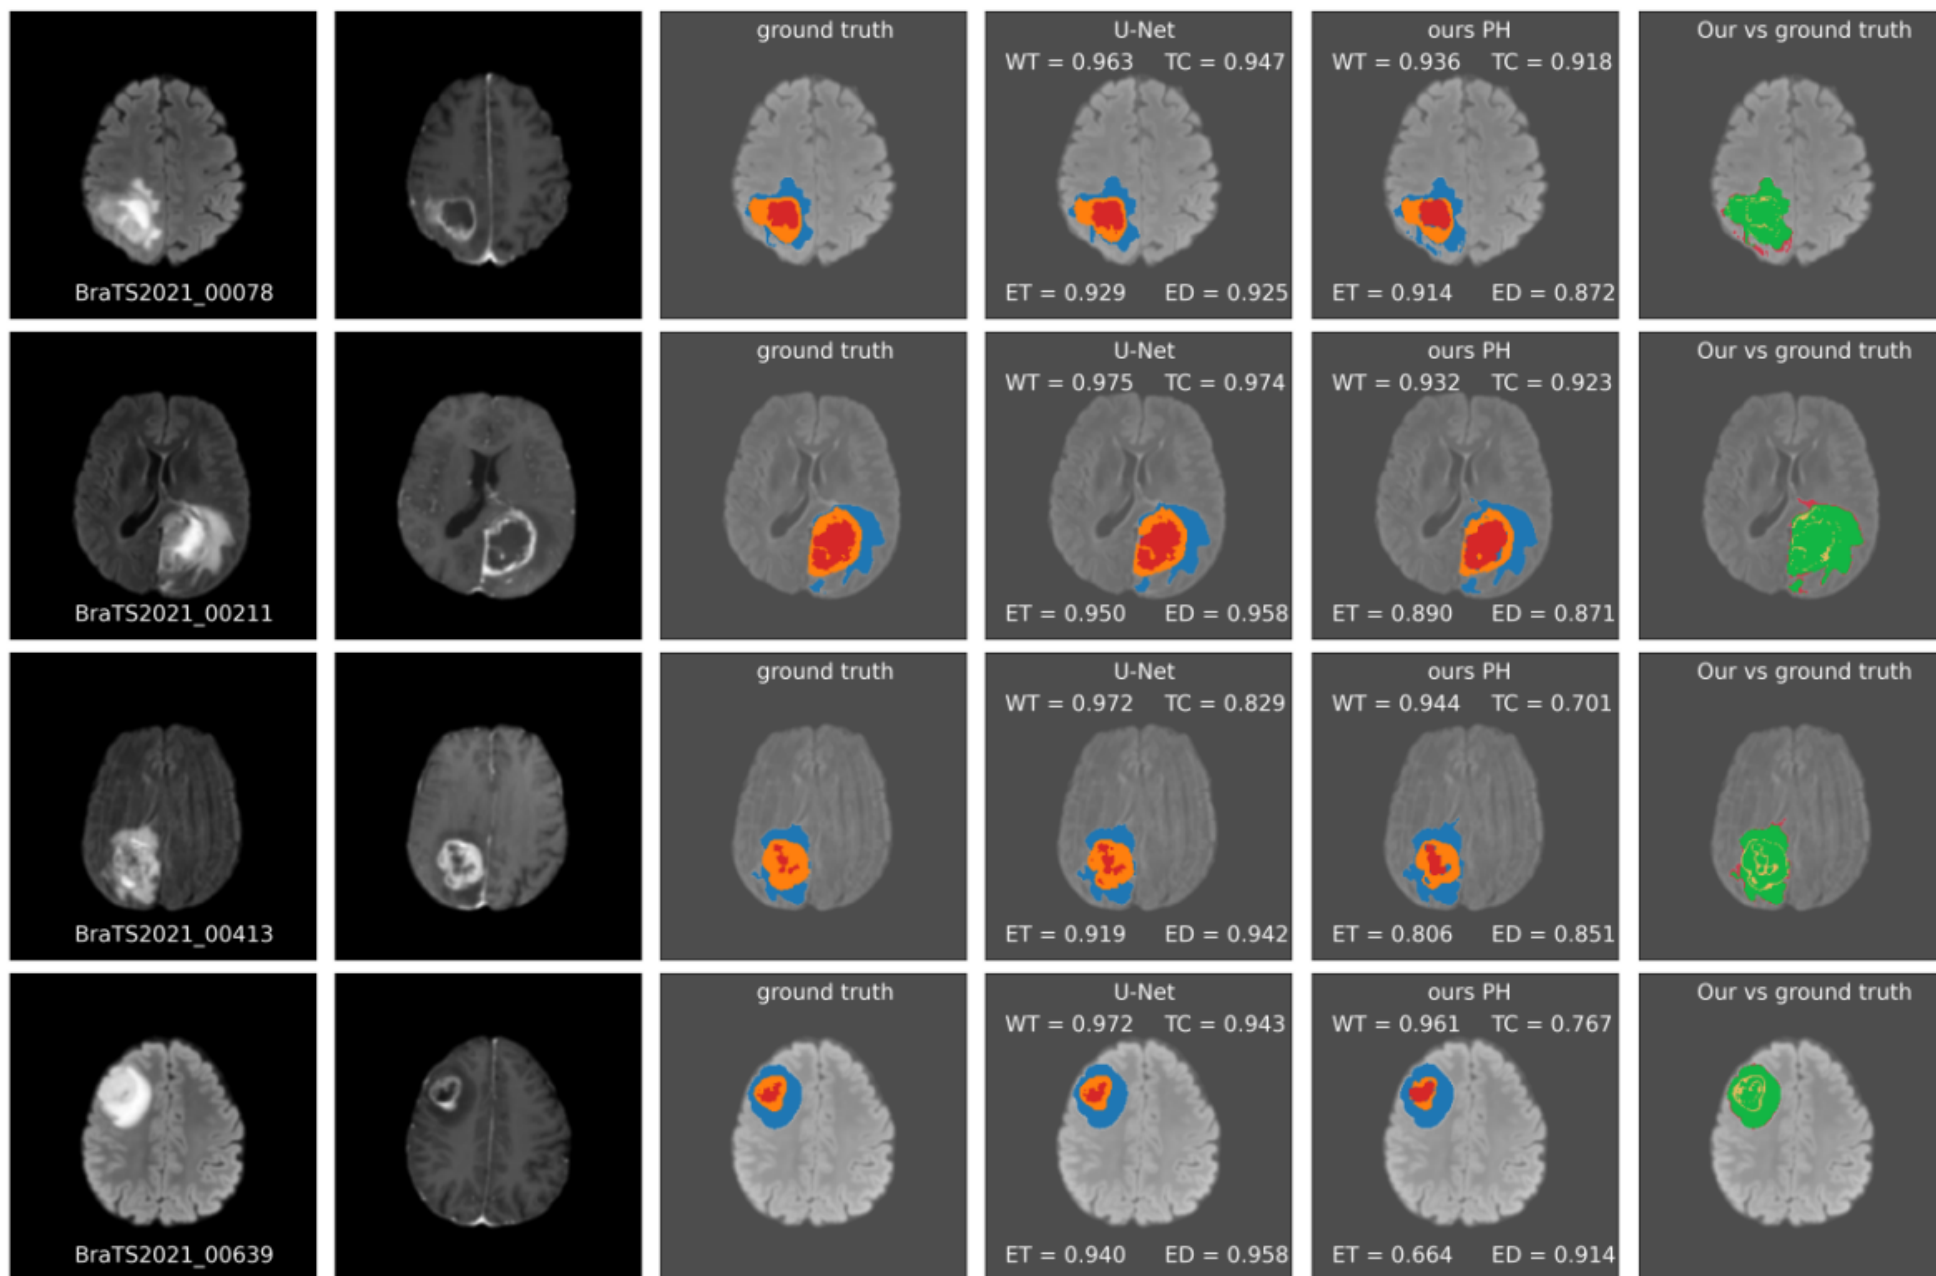 ground truth
U-Net
ours PH
Our vs ground truth
WT = 0.963 TC = 0.947
WT = 0.936 TC = 0.918
BraTS2021_00078
ET = 0.929 ED = 0.925
ET = 0.914 ED = 0.872
ground truth
U-Net
ours PH
Our vs ground truth
WT = 0.975 TC = 0.974
WT = 0.932 TC = 0.923
BraTS2021_00211
ET = 0.950 ED = 0.958
ET = 0.890 ED = 0.871
ground truth
U-Net
ours PH
Our vs ground truth
WT = 0.972 TC = 0.829
WT = 0.944 TC = 0.701
BraTS2021_00413
ET = 0.919 ED = 0.942
ET = 0.806 ED = 0.851
ground truth
U-Net
ours PH
Our vs ground truth
WT = 0.972 TC = 0.943
WT = 0.961 TC = 0.767
BraTS2021_00639
ET = 0.940 ED = 0.958
ET = 0.664 ED = 0.914